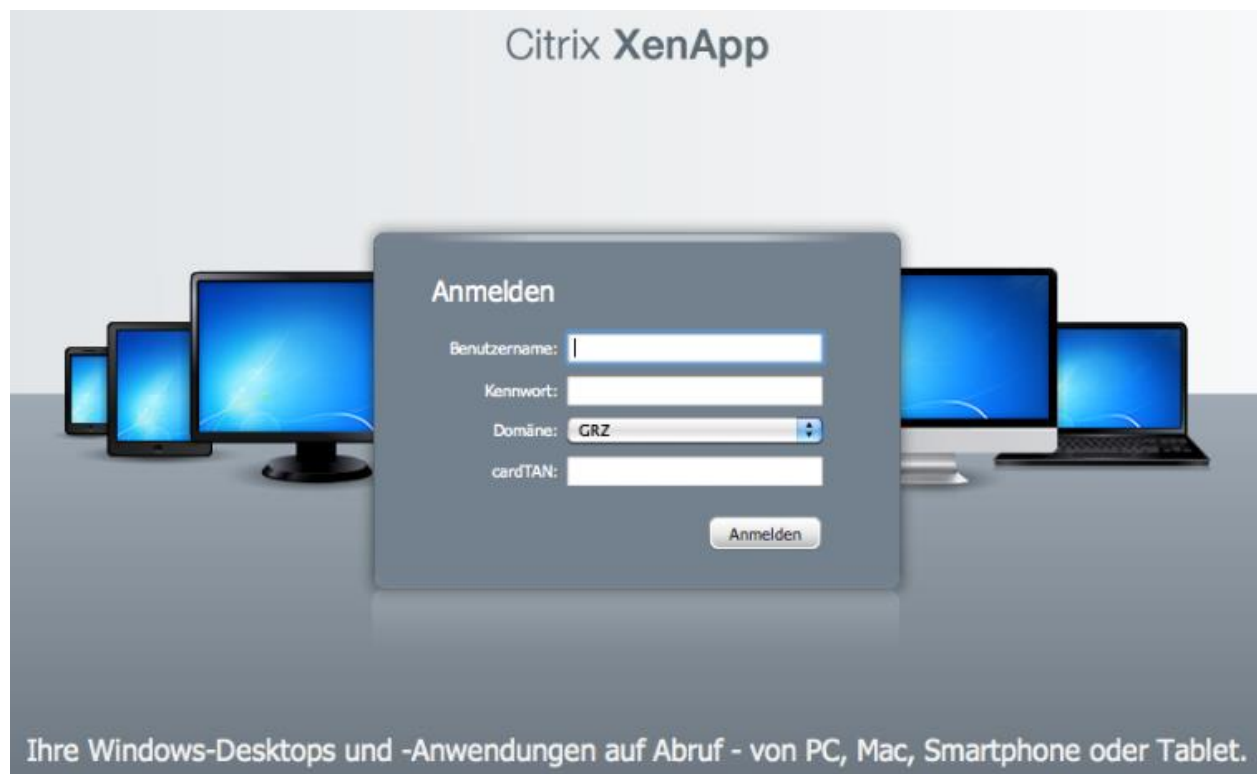 Citrix XenApp
Anmelden
Benutzername:
Kennwort:
Domäne: GRZ
cardTAN:
Anmelden
Ihre Windows-Desktops und -Anwendungen auf Abruf - von PC, Mac, Smartphone oder Tablet.